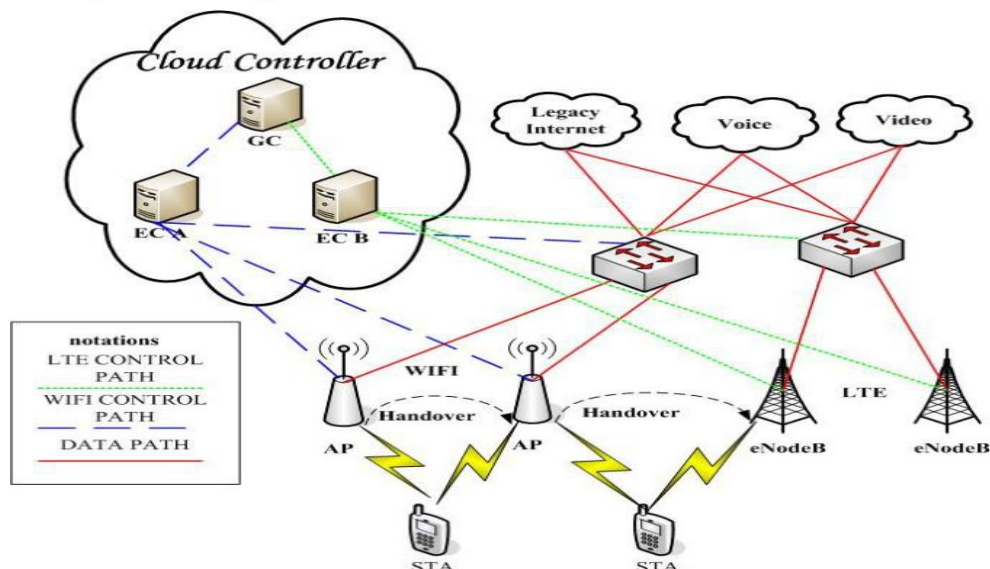 Cloud Controller
GC
EC A
EC B
Legacy
Internet
Voice
Video
notations
LTE CONTROL
PATH
WIFI CONTROL
PATH
DATA PATH
WIFI
LTE
Handover
Handover
AP
AP
eNodeB
eNodeB
STA
STA